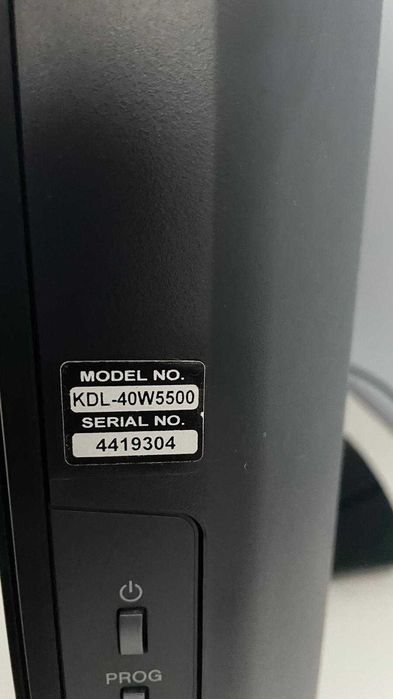 MODEL NO.
KDL-40W5500
SERIAL NO.
4419304
PROG